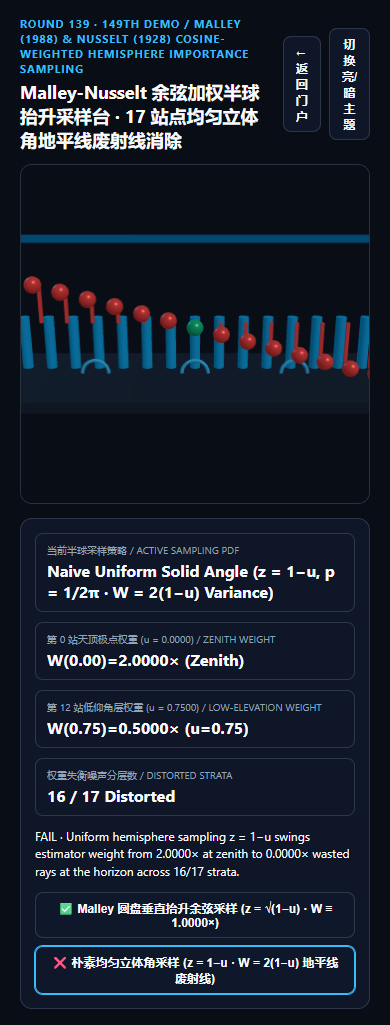 ROUND 139 · 149TH DEMO / MALLEY
(1988) & NUSSELT (1928) COSINE-
WEIGHTED HEMISPHERE IMPORTANCE
SAMPLING
Malley-Nusselt 余弦加权半球
抬升采样台 · 17 站点均匀立体
角地平线废射线消除
← 返回门户
切换亮/暗主题
当前半球采样策略 / ACTIVE SAMPLING PDF
Naive Uniform Solid Angle (z = 1−u, p
= 1/2π · W = 2(1−u) Variance)
第 0 站天顶极点权重 (u = 0.0000) / ZENITH WEIGHT
W(0.00)=2.0000× (Zenith)
第 12 站低仰角层权重 (u = 0.7500) / LOW-ELEVATION WEIGHT
W(0.75)=0.5000× (u=0.75)
权重失衡噪声分层数 / DISTORTED STRATA
16 / 17 Distorted
FAIL · Uniform hemisphere sampling z = 1−u swings
estimator weight from 2.0000× at zenith to 0.0000× wasted
rays at the horizon across 16/17 strata.
✅ Malley 圆盘垂直抬升余弦采样 (z = √(1−u) · W ≡
1.0000×)
❌ 朴素均匀立体角采样 (z = 1−u · W = 2(1−u) 地平线
废射线)